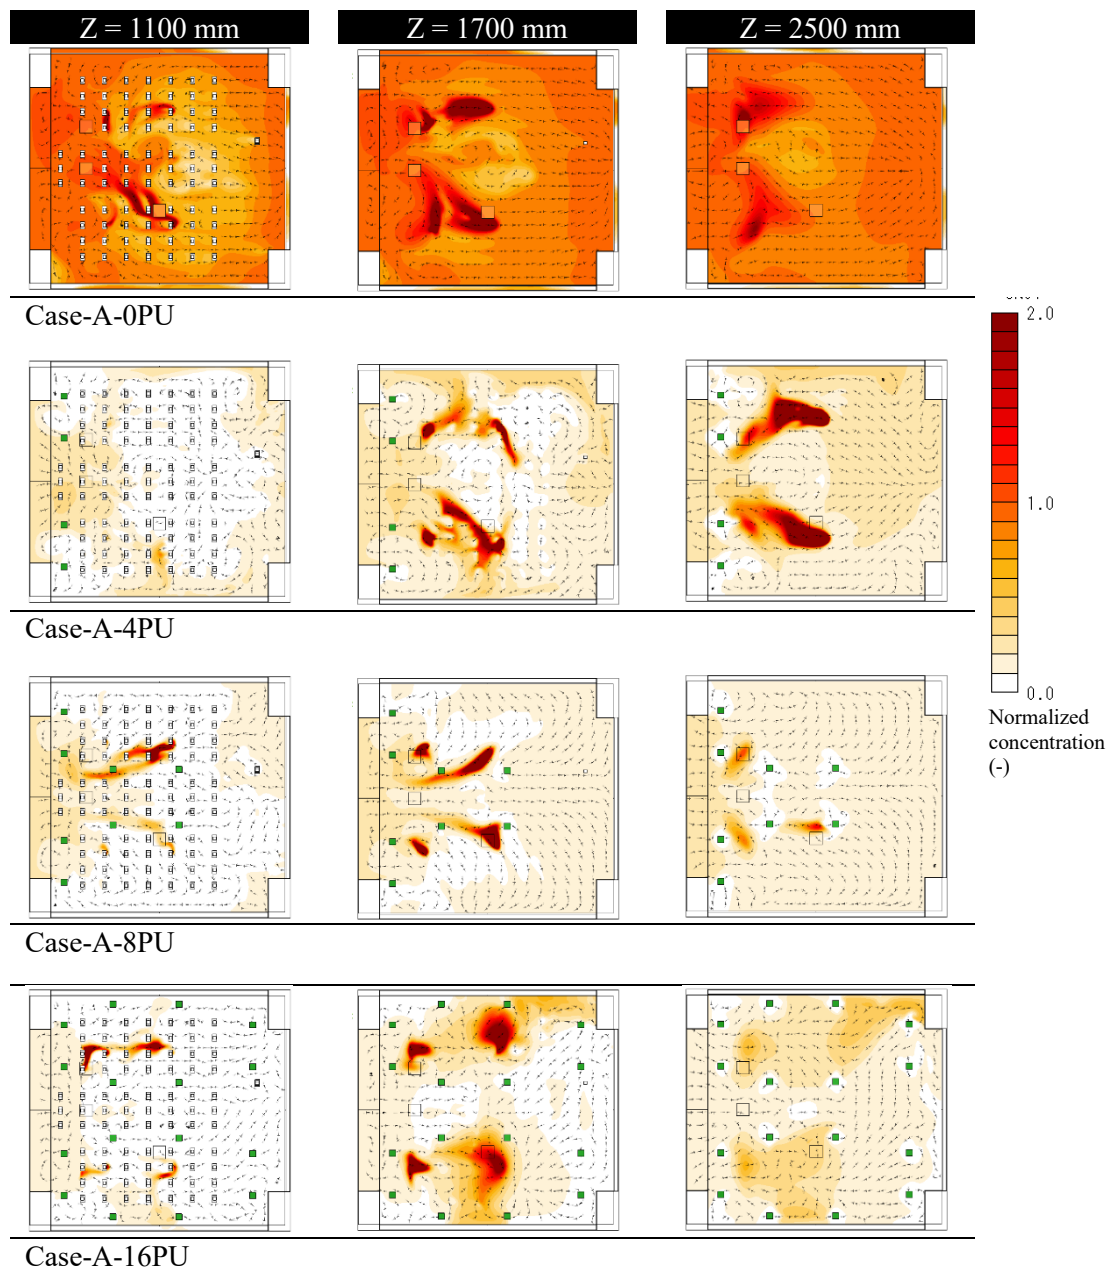 Z = 1100 mm
Z = 1700 mm
Z = 2500 mm
Case-A-0PU
2.0
1.0
0.0
Normalized
concentration
(-)
Case-A-4PU
Case-A-8PU
Case-A-16PU